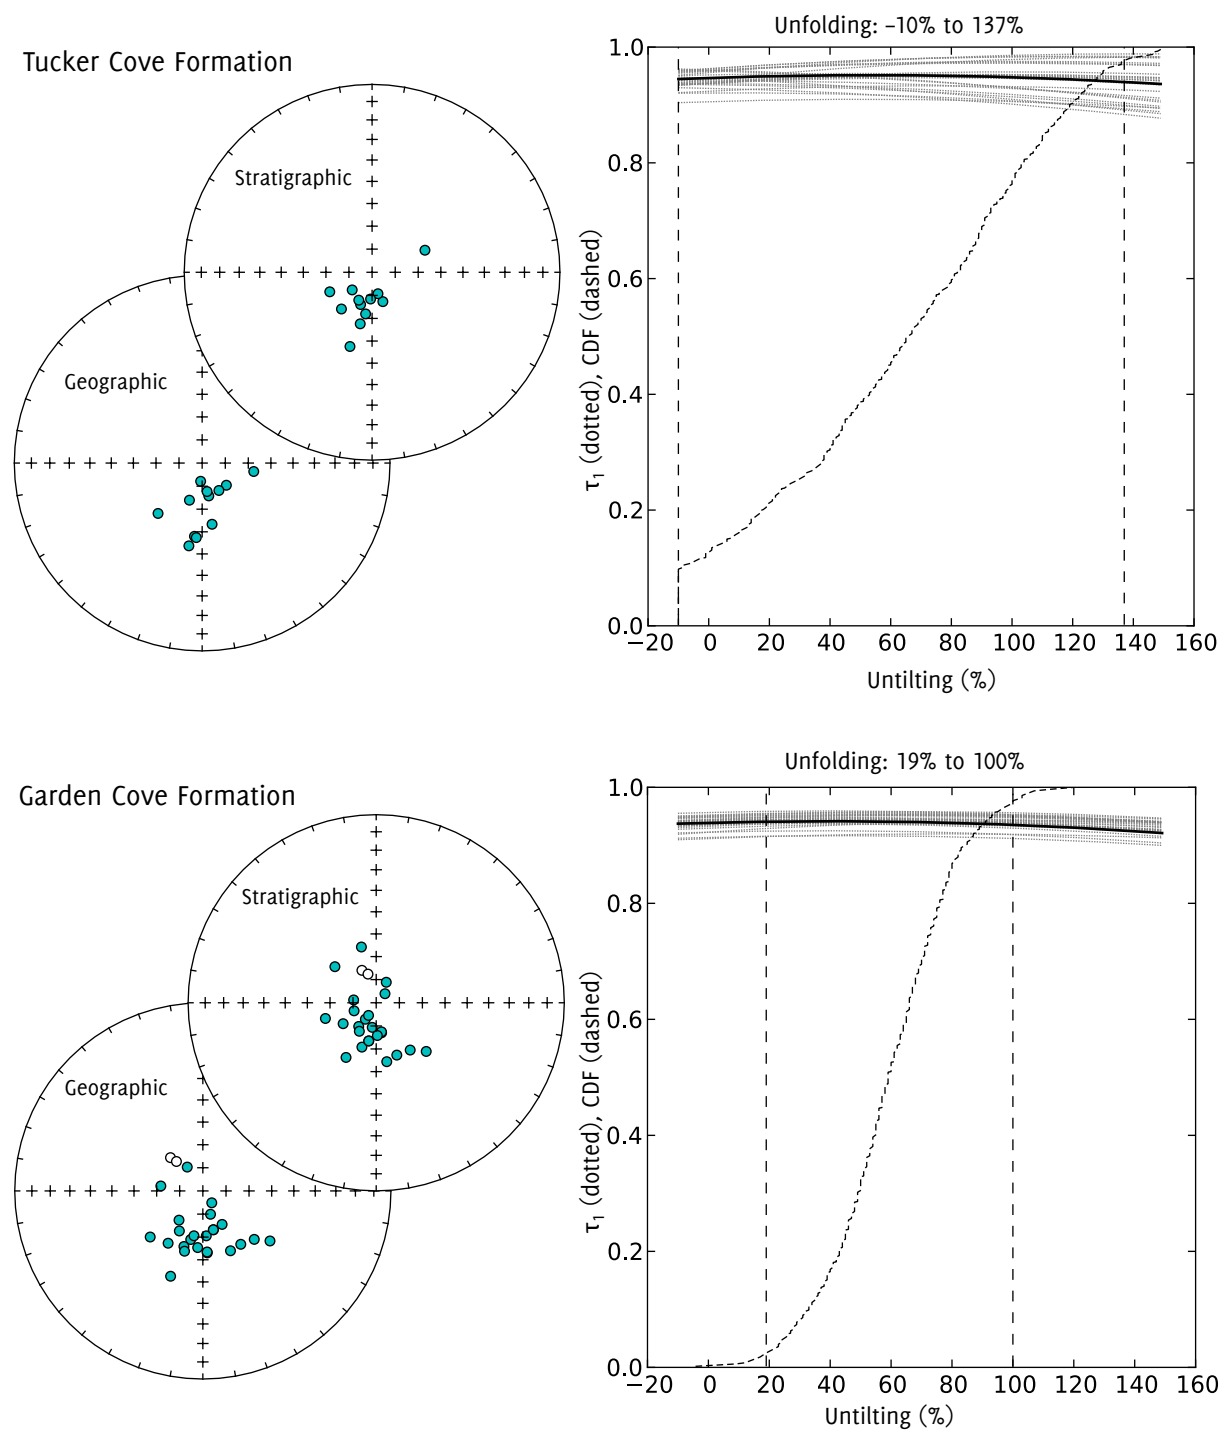 Tucker Cove Formation
Stratigraphic
Geographic
Unfolding: –10% to 137%
1.0
0.8
0.6
0.4
0.2
0.0
τ1 (dotted), CDF (dashed)
−20 0 20 40 60 80 100 120 140 160
Untilting (%)
Garden Cove Formation
Stratigraphic
Geographic
Unfolding: 19% to 100%
1.0
0.8
0.6
0.4
0.2
0.0
τ1 (dotted), CDF (dashed)
−20 0 20 40 60 80 100 120 140 160
Untilting (%)